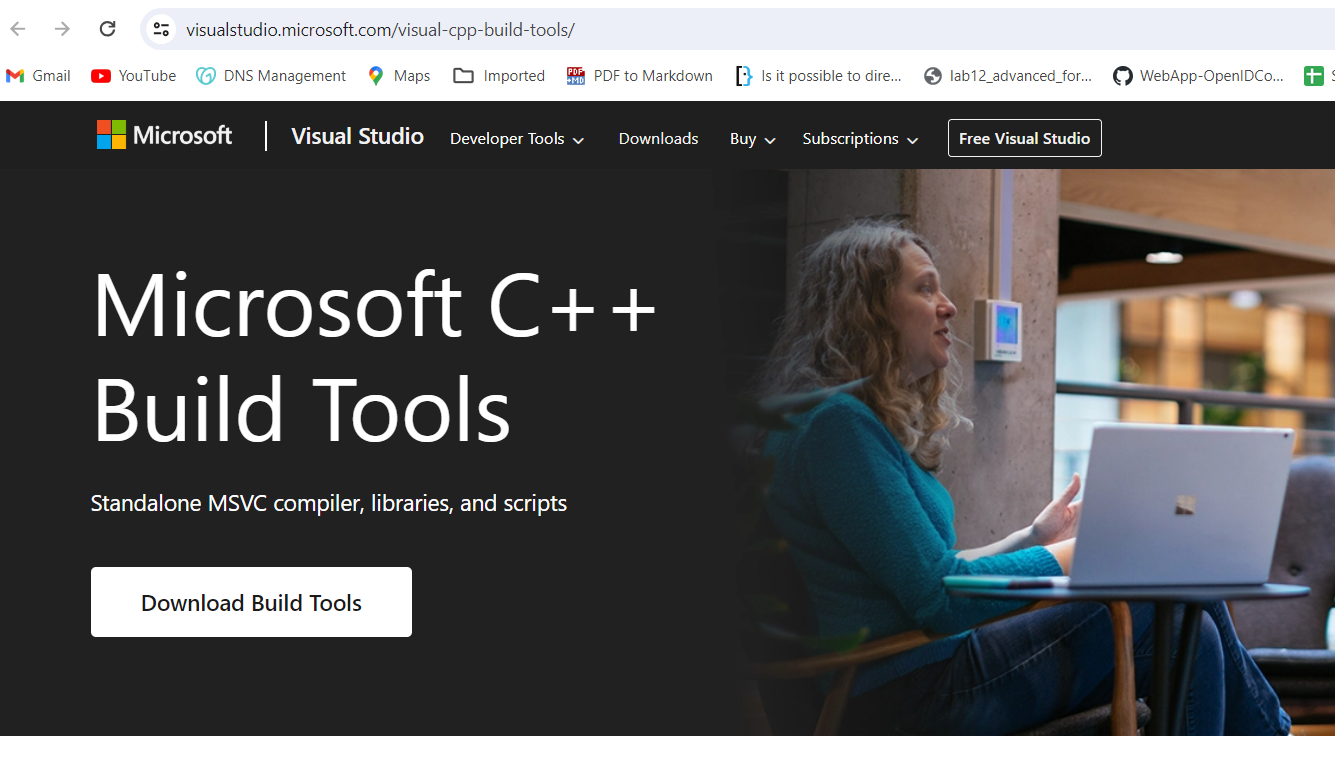 visualstudio.microsoft.com/visual-cpp-build-tools/
Gmail YouTube DNS Management Maps Imported PDF to Markdown Is it possible to dire... lab12_advanced_for... WebApp-OpenIDCo...
Microsoft Visual Studio Developer Tools Downloads Buy Subscriptions Free Visual Studio
Microsoft C++
Build Tools
Standalone MSVC compiler, libraries, and scripts
Download Build Tools